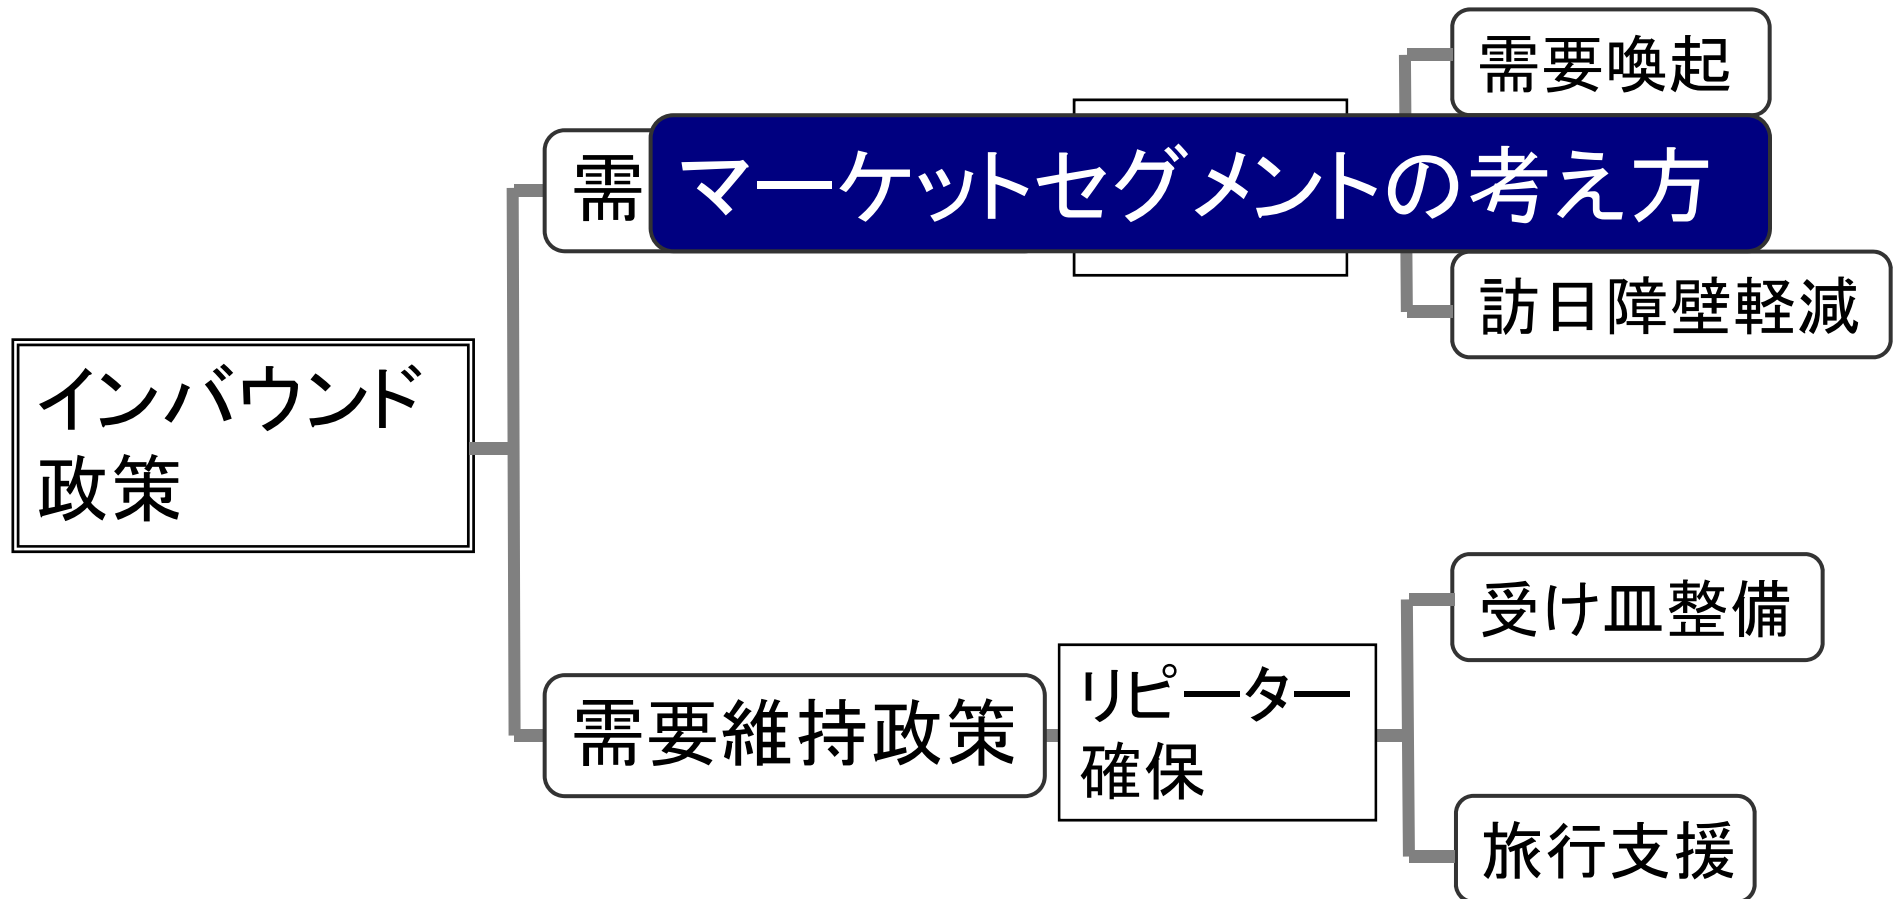 需要喚起
需
マーケットセグメントの考え方
訪日障壁軽減
インバウンド
政策
受け皿整備
需要維持政策
リピーター
確保
旅行支援